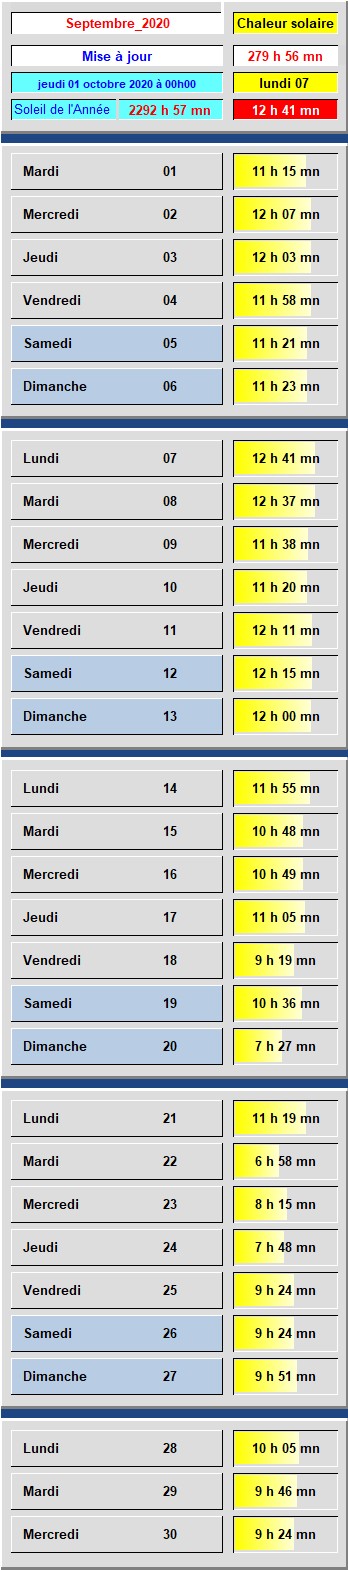 Septembre_2020 Chaleur solaire
Mise à jour 279 h 56 mn
jeudi 01 octobre 2020 à 00h00 lundi 07
Soleil de l'Année 2292 h 57 mn 12 h 41 mn
Mardi 01 11 h 15 mn
Mercredi 02 12 h 07 mn
Jeudi 03 12 h 03 mn
Vendredi 04 11 h 58 mn
Samedi 05 11 h 21 mn
Dimanche 06 11 h 23 mn
Lundi 07 12 h 41 mn
Mardi 08 12 h 37 mn
Mercredi 09 11 h 38 mn
Jeudi 10 11 h 20 mn
Vendredi 11 12 h 11 mn
Samedi 12 12 h 15 mn
Dimanche 13 12 h 00 mn
Lundi 14 11 h 55 mn
Mardi 15 10 h 48 mn
Mercredi 16 10 h 49 mn
Jeudi 17 11 h 05 mn
Vendredi 18 9 h 19 mn
Samedi 19 10 h 36 mn
Dimanche 20 7 h 27 mn
Lundi 21 11 h 19 mn
Mardi 22 6 h 58 mn
Mercredi 23 8 h 15 mn
Jeudi 24 7 h 48 mn
Vendredi 25 9 h 24 mn
Samedi 26 9 h 24 mn
Dimanche 27 9 h 51 mn
Lundi 28 10 h 05 mn
Mardi 29 9 h 46 mn
Mercredi 30 9 h 24 mn